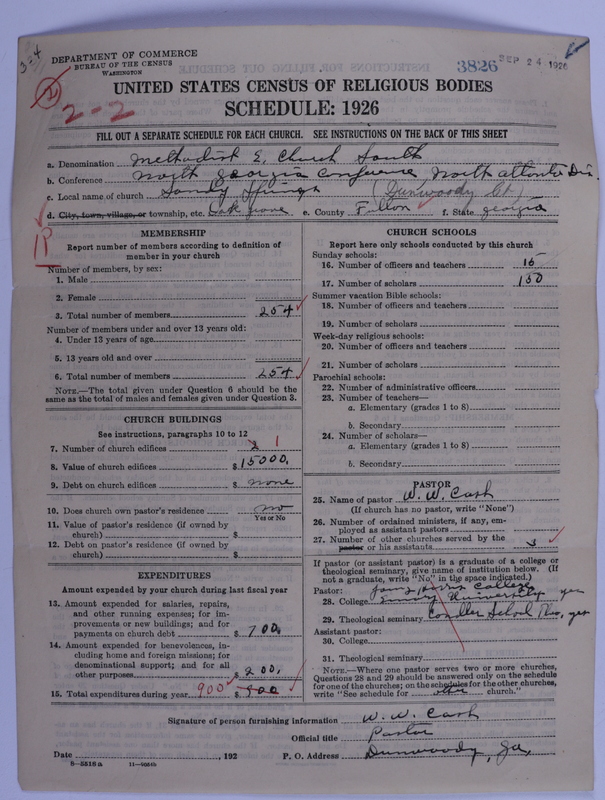 3-4
DEPARTMENT OF COMMERCE
BUREAU OF THE CENSUS
WASHINGTON
3826 SEP 24 1926
2-2
UNITED STATES CENSUS OF RELIGIOUS BODIES
SCHEDULE: 1926
FILL OUT A SEPARATE SCHEDULE FOR EACH CHURCH. SEE INSTRUCTIONS ON THE BACK OF THIS SHEET
a. Denomination Methodist E. Church South
b. Conference North Georgia Conference North Atlanta Dis.
c. Local name of church Sandy Springs (Dunwoody Ct)
d. City, town, village, or township, etc. Oak grove e. County Fulton f. State Georgia
1P
MEMBERSHIP
Report number of members according to definition of
member in your church
Number of members, by sex:
1. Male
2. Female
3. Total number of members 254
Number of members under and over 13 years old:
4. Under 13 years of age
5. 13 years old and over
6. Total number of members 254
NOTE.—The total given under Question 6 should be the
same as the total of males and females given under Question 3.
CHURCH BUILDINGS
See instructions, paragraphs 10 to 12
7. Number of church edifices 2 1
8. Value of church edifices $ 15000.
9. Debt on church edifices $ none
10. Does church own pastor's residence no
Yes or No
11. Value of pastor's residence (if owned by
church) $
12. Debt on pastor's residence (if owned by
church) $
EXPENDITURES
Amount expended by your church during last fiscal year
13. Amount expended for salaries, repairs,
and other running expenses; for im-
provements or new buildings; and for
payments on church debt $ 700.
14. Amount expended for benevolences, in-
cluding home and foreign missions; for
denominational support; and for all
other purposes $ 200.
15. Total expenditures during year 900 $ 900
CHURCH SCHOOLS
Report here only schools conducted by this church
Sunday schools:
16. Number of officers and teachers 15
17. Number of scholars 150
Summer vacation Bible schools:
18. Number of officers and teachers
19. Number of scholars
Week-day religious schools:
20. Number of officers and teachers
21. Number of scholars
Parochial schools:
22. Number of administrative officers
23. Number of teachers—
a. Elementary (grades 1 to 8)
b. Secondary
24. Number of scholars—
a. Elementary (grades 1 to 8)
b. Secondary
PASTOR
25. Name of pastor W. W. Cash
(If church has no pastor, write "None")
26. Number of ordained ministers, if any, em-
ployed as assistant pastors
27. Number of other churches served by the
pastor or his assistants 3
If pastor (or assistant pastor) is a graduate of a college or
theological seminary, give name of institution below. (If
not a graduate, write "No" in the space indicated.)
Pastor: College
28. College Emory University yes
29. Theological seminary Candler School Theo, yes
Assistant pastor:
30. College
31. Theological seminary
NOTE.—Where one pastor serves two or more churches,
Questions 28 and 29 should be answered only on the schedule
for one of the churches; on the schedules for the other churches,
write "See schedule for other church."
Signature of person furnishing information W. W. Cash
Official title Pastor
Date , 192 P. O. Address Dunwoody, Ga,
8—5518a 11—9054b